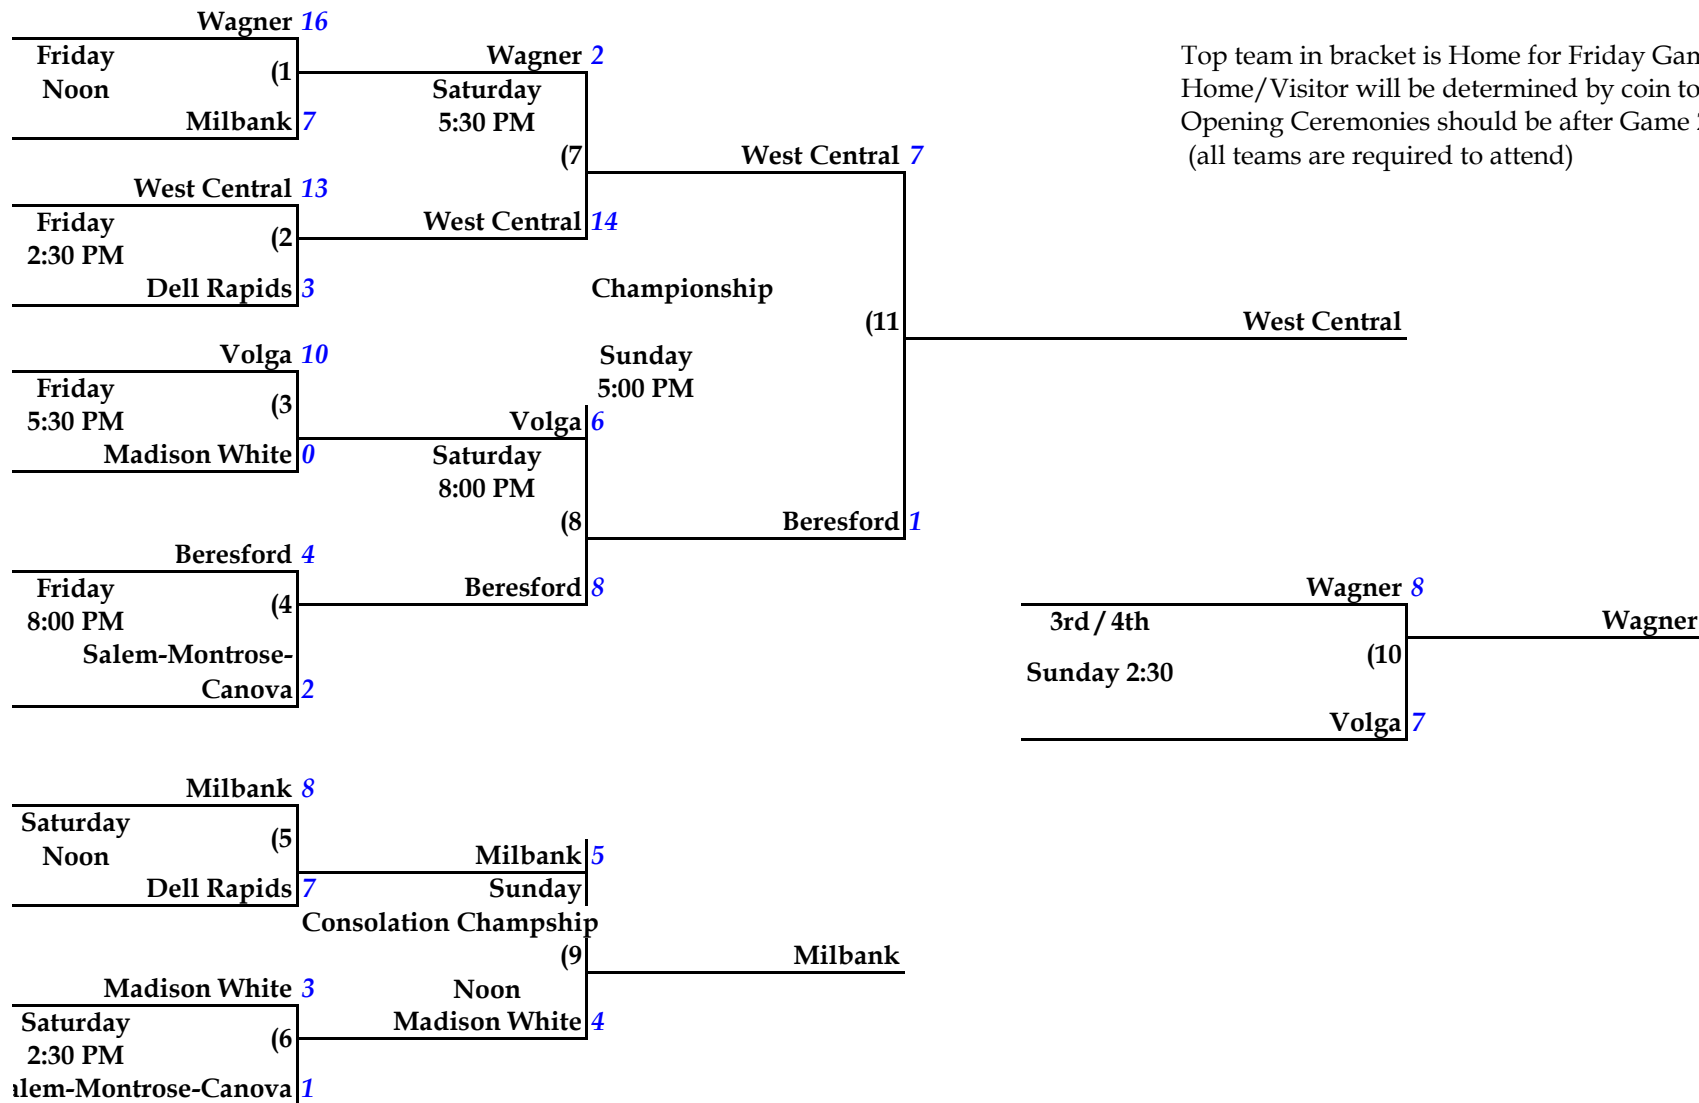 Wagner 16
Friday
Noon
(1
Milbank 7
West Central 13
Friday
2:30 PM
(2
Dell Rapids 3
Volga 10
Friday
5:30 PM
(3
Madison White 0
Beresford 4
Friday
8:00 PM
(4
Salem-Montrose-
Canova 2
Wagner 2
Saturday
5:30 PM
(7
West Central 14
Volga 6
Saturday
8:00 PM
(8
Beresford 8
West Central 7
Championship
(11
Sunday
5:00 PM
Beresford 1
West Central
Top team in bracket is Home for Friday
Home/Visitor will be determined by coin
Opening Ceremonies should be after Game
(all teams are required to attend)
Wagner 8
3rd / 4th
Sunday 2:30
(10
Volga 7
Wagner
Milbank 8
Saturday
Noon
(5
Dell Rapids 7
Madison White 3
Saturday
2:30 PM
(6
alem-Montrose-Canova 1
Milbank 5
Sunday
Consolation Champship
(9
Noon
Madison White 4
Milbank